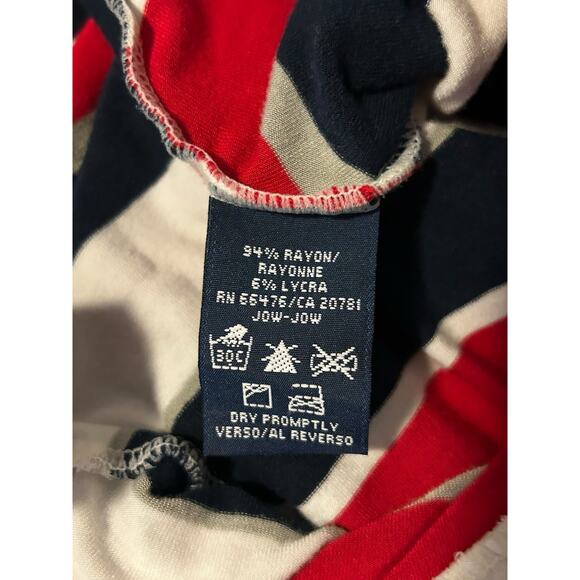 94% RAYON/
RAYONNE
6% LYCRA
RN 66476/CA 20781
JOW-JOW
30C
DRY PROMPTLY
VERSO/AL REVERSO